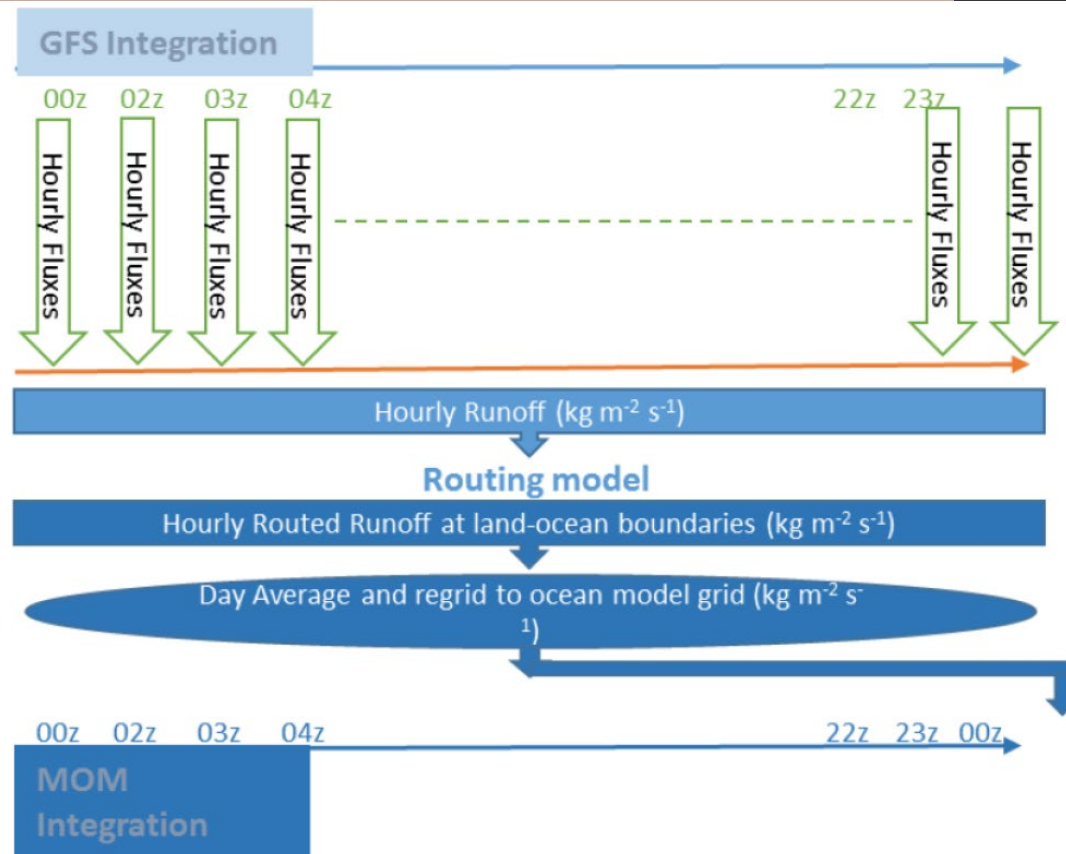 GFS Integration
00z 02z 03z 04z 22z 23z
Hourly Fluxes
Hourly Fluxes
Hourly Fluxes
Hourly Fluxes
Hourly Fluxes
Hourly Fluxes
Hourly Runoff (kg m⁻² s⁻¹)
Routing model
Hourly Routed Runoff at land-ocean boundaries (kg m⁻² s⁻¹)
Day Average and regrid to ocean model grid (kg m⁻² s⁻
¹)
00z 02z 03z 04z 22z 23z 00z
MOM
Integration